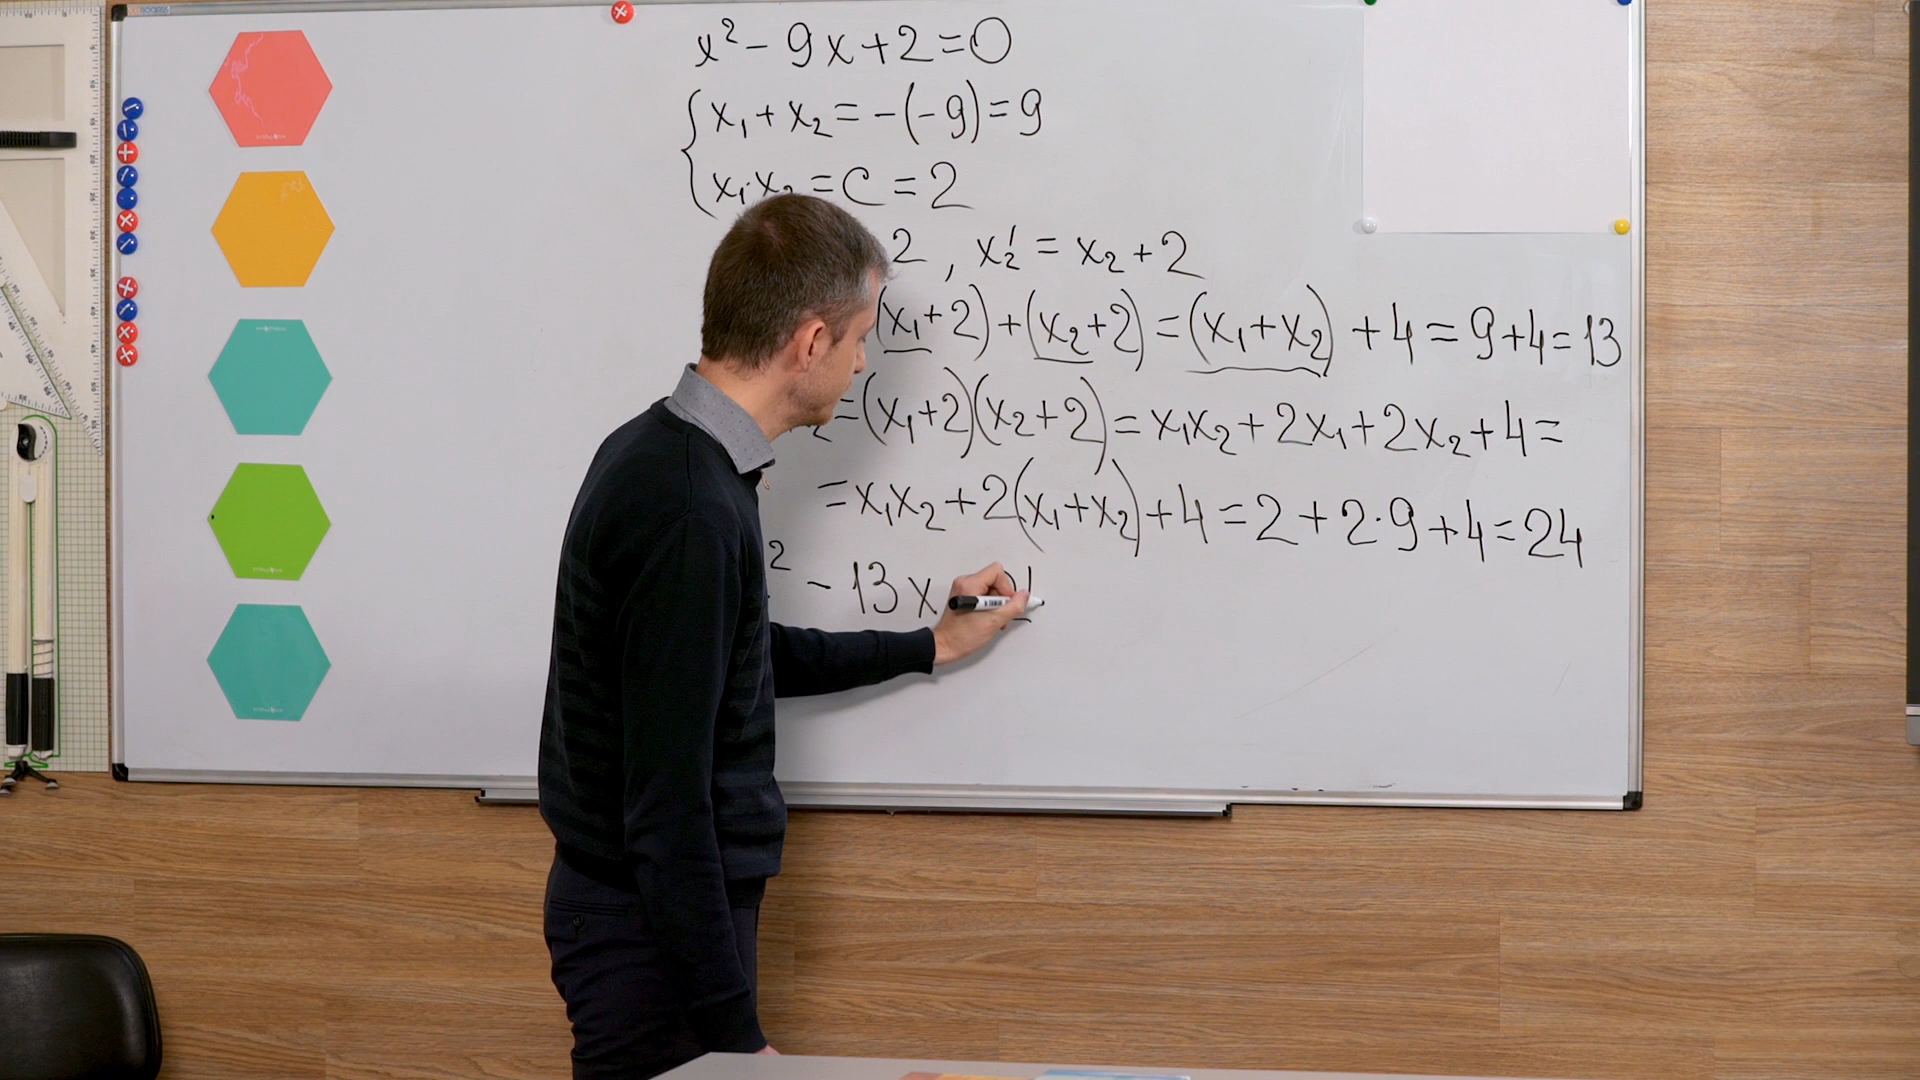 x² - 9x + 2 = 0
{ x₁ + x₂ = -(-9) = 9
x₁·x₂ = c = 2
2 , x₂' = x₂ + 2
(x₁+2) + (x₂+2) = (x₁+x₂) + 4 = 9+4 = 13
= (x₁+2)(x₂+2) = x₁x₂ + 2x₁ + 2x₂ + 4 =
= x₁x₂ + 2(x₁+x₂) + 4 = 2 + 2·9 + 4 = 24
² - 13x